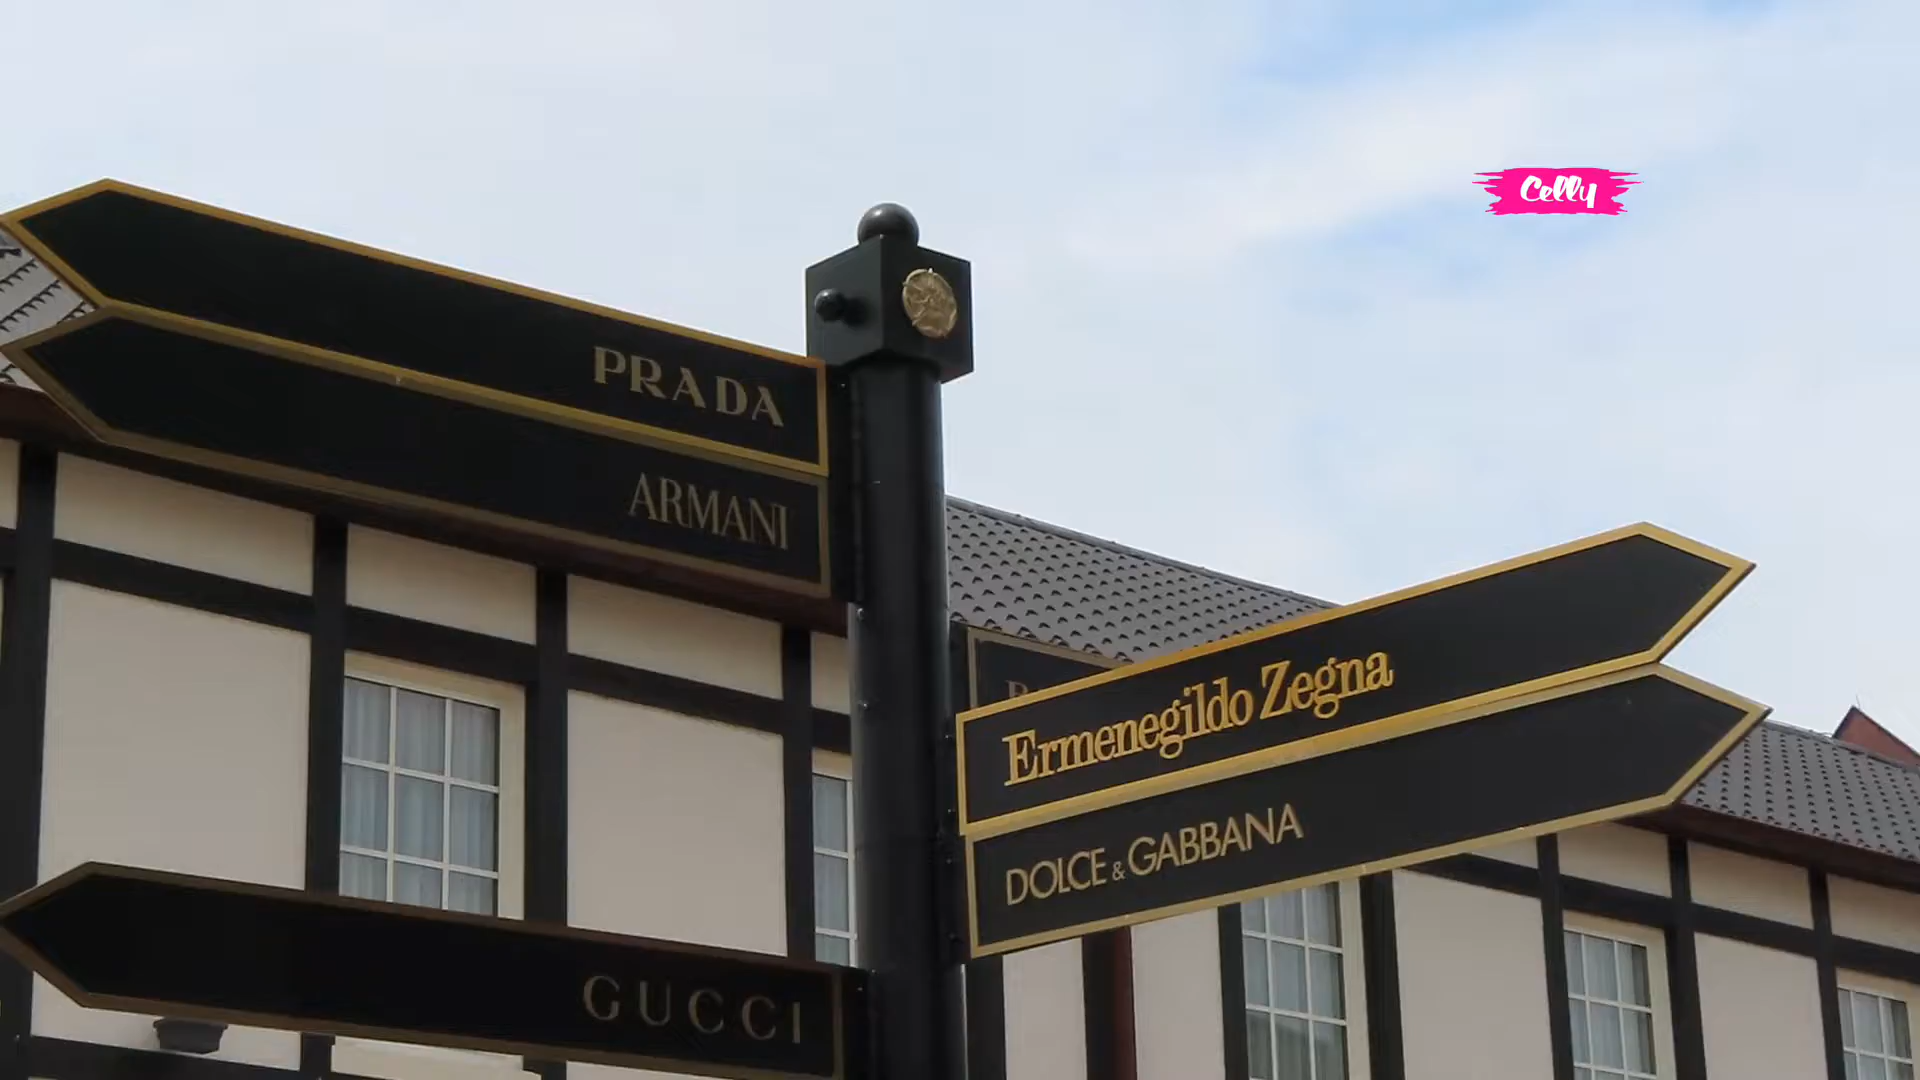 Celly
PRADA
ARMANI
Ermenegildo Zegna
DOLCE & GABBANA
GUCCI